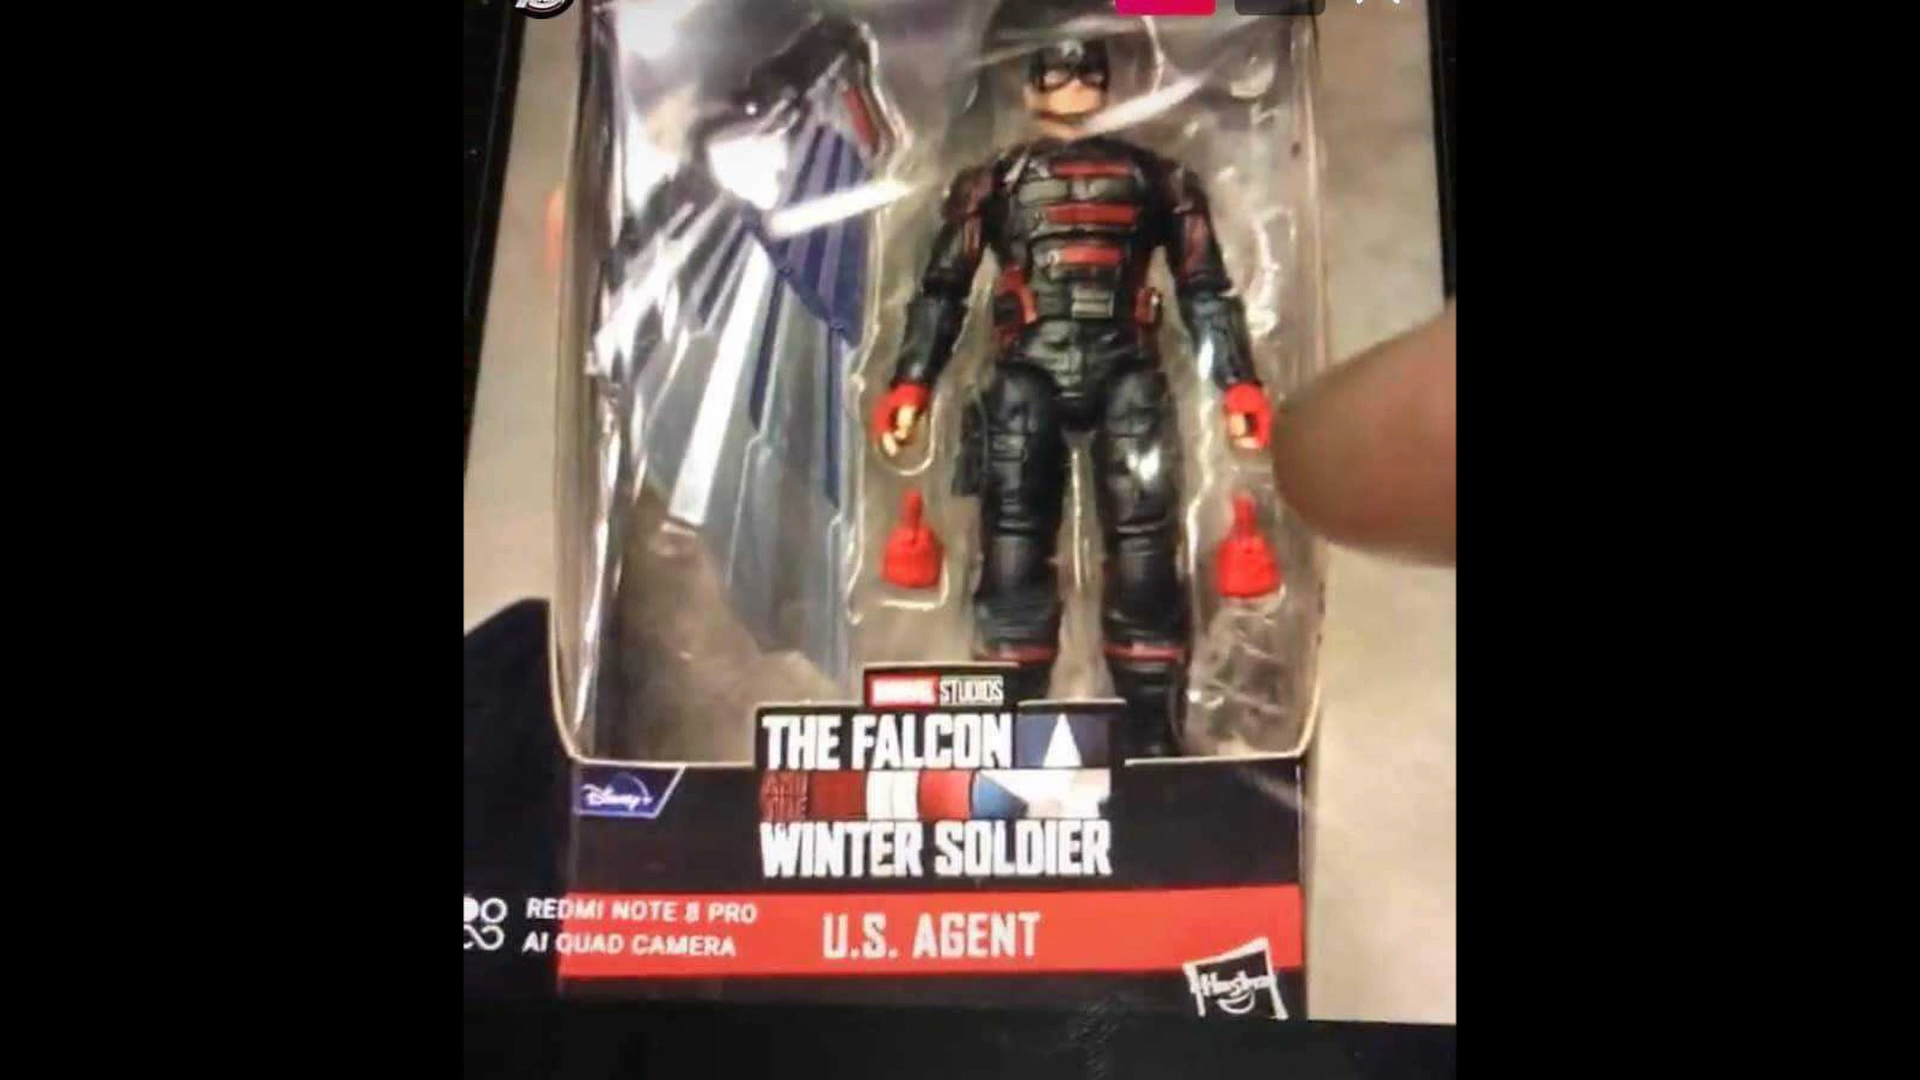 MARVEL STUDIOS
THE FALCON
AND
THE
WINTER SOLDIER
Disney+
REDMI NOTE 8 PRO
AI QUAD CAMERA
U.S. AGENT
Hasbro